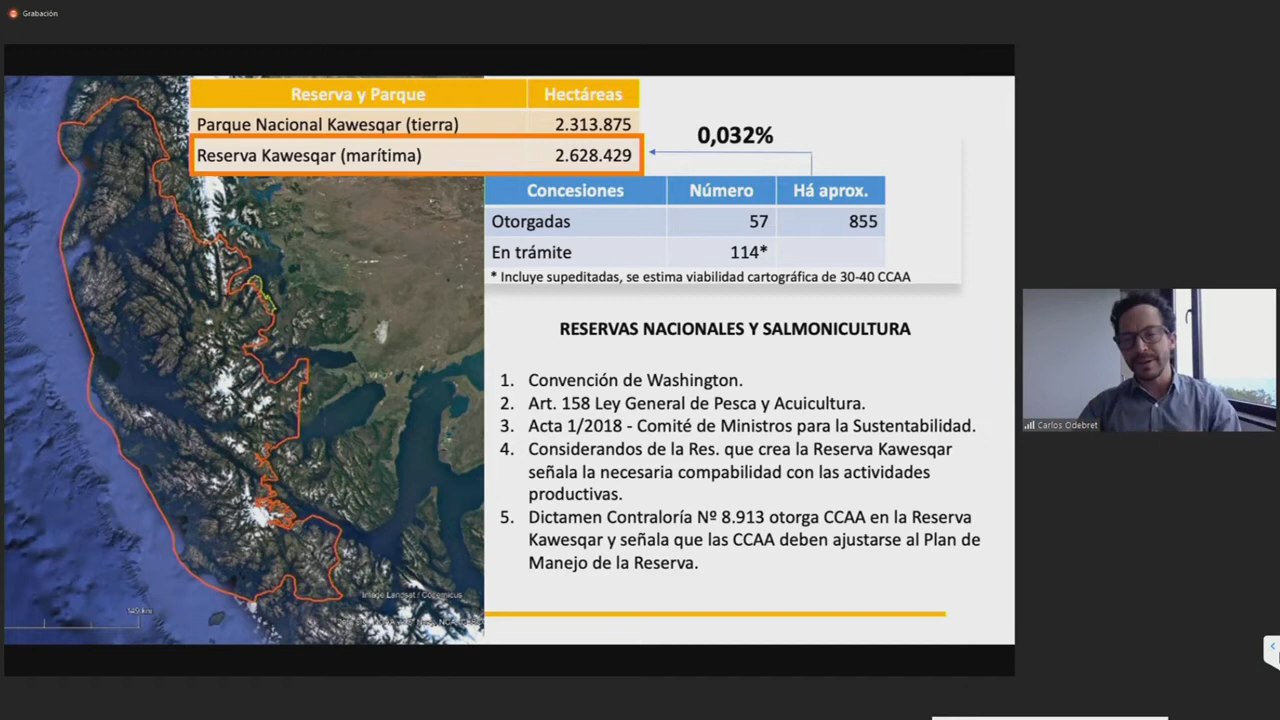 Grabación
Reserva y Parque Hectáreas
Parque Nacional Kawesqar (tierra) 2.313.875
Reserva Kawesqar (marítima) 2.628.429
0,032%
Concesiones Número Há aprox.
Otorgadas 57 855
En trámite 114*
* Incluye supeditadas, se estima viabilidad cartográfica de 30-40 CCAA
RESERVAS NACIONALES Y SALMONICULTURA
1. Convención de Washington.
2. Art. 158 Ley General de Pesca y Acuicultura.
3. Acta 1/2018 - Comité de Ministros para la Sustentabilidad.
4. Considerandos de la Res. que crea la Reserva Kawesqar
señala la necesaria compabilidad con las actividades
productivas.
5. Dictamen Contraloría Nº 8.913 otorga CCAA en la Reserva
Kawesqar y señala que las CCAA deben ajustarse al Plan de
Manejo de la Reserva.
Carlos Odebret
Image Landsat / Copernicus
149 km